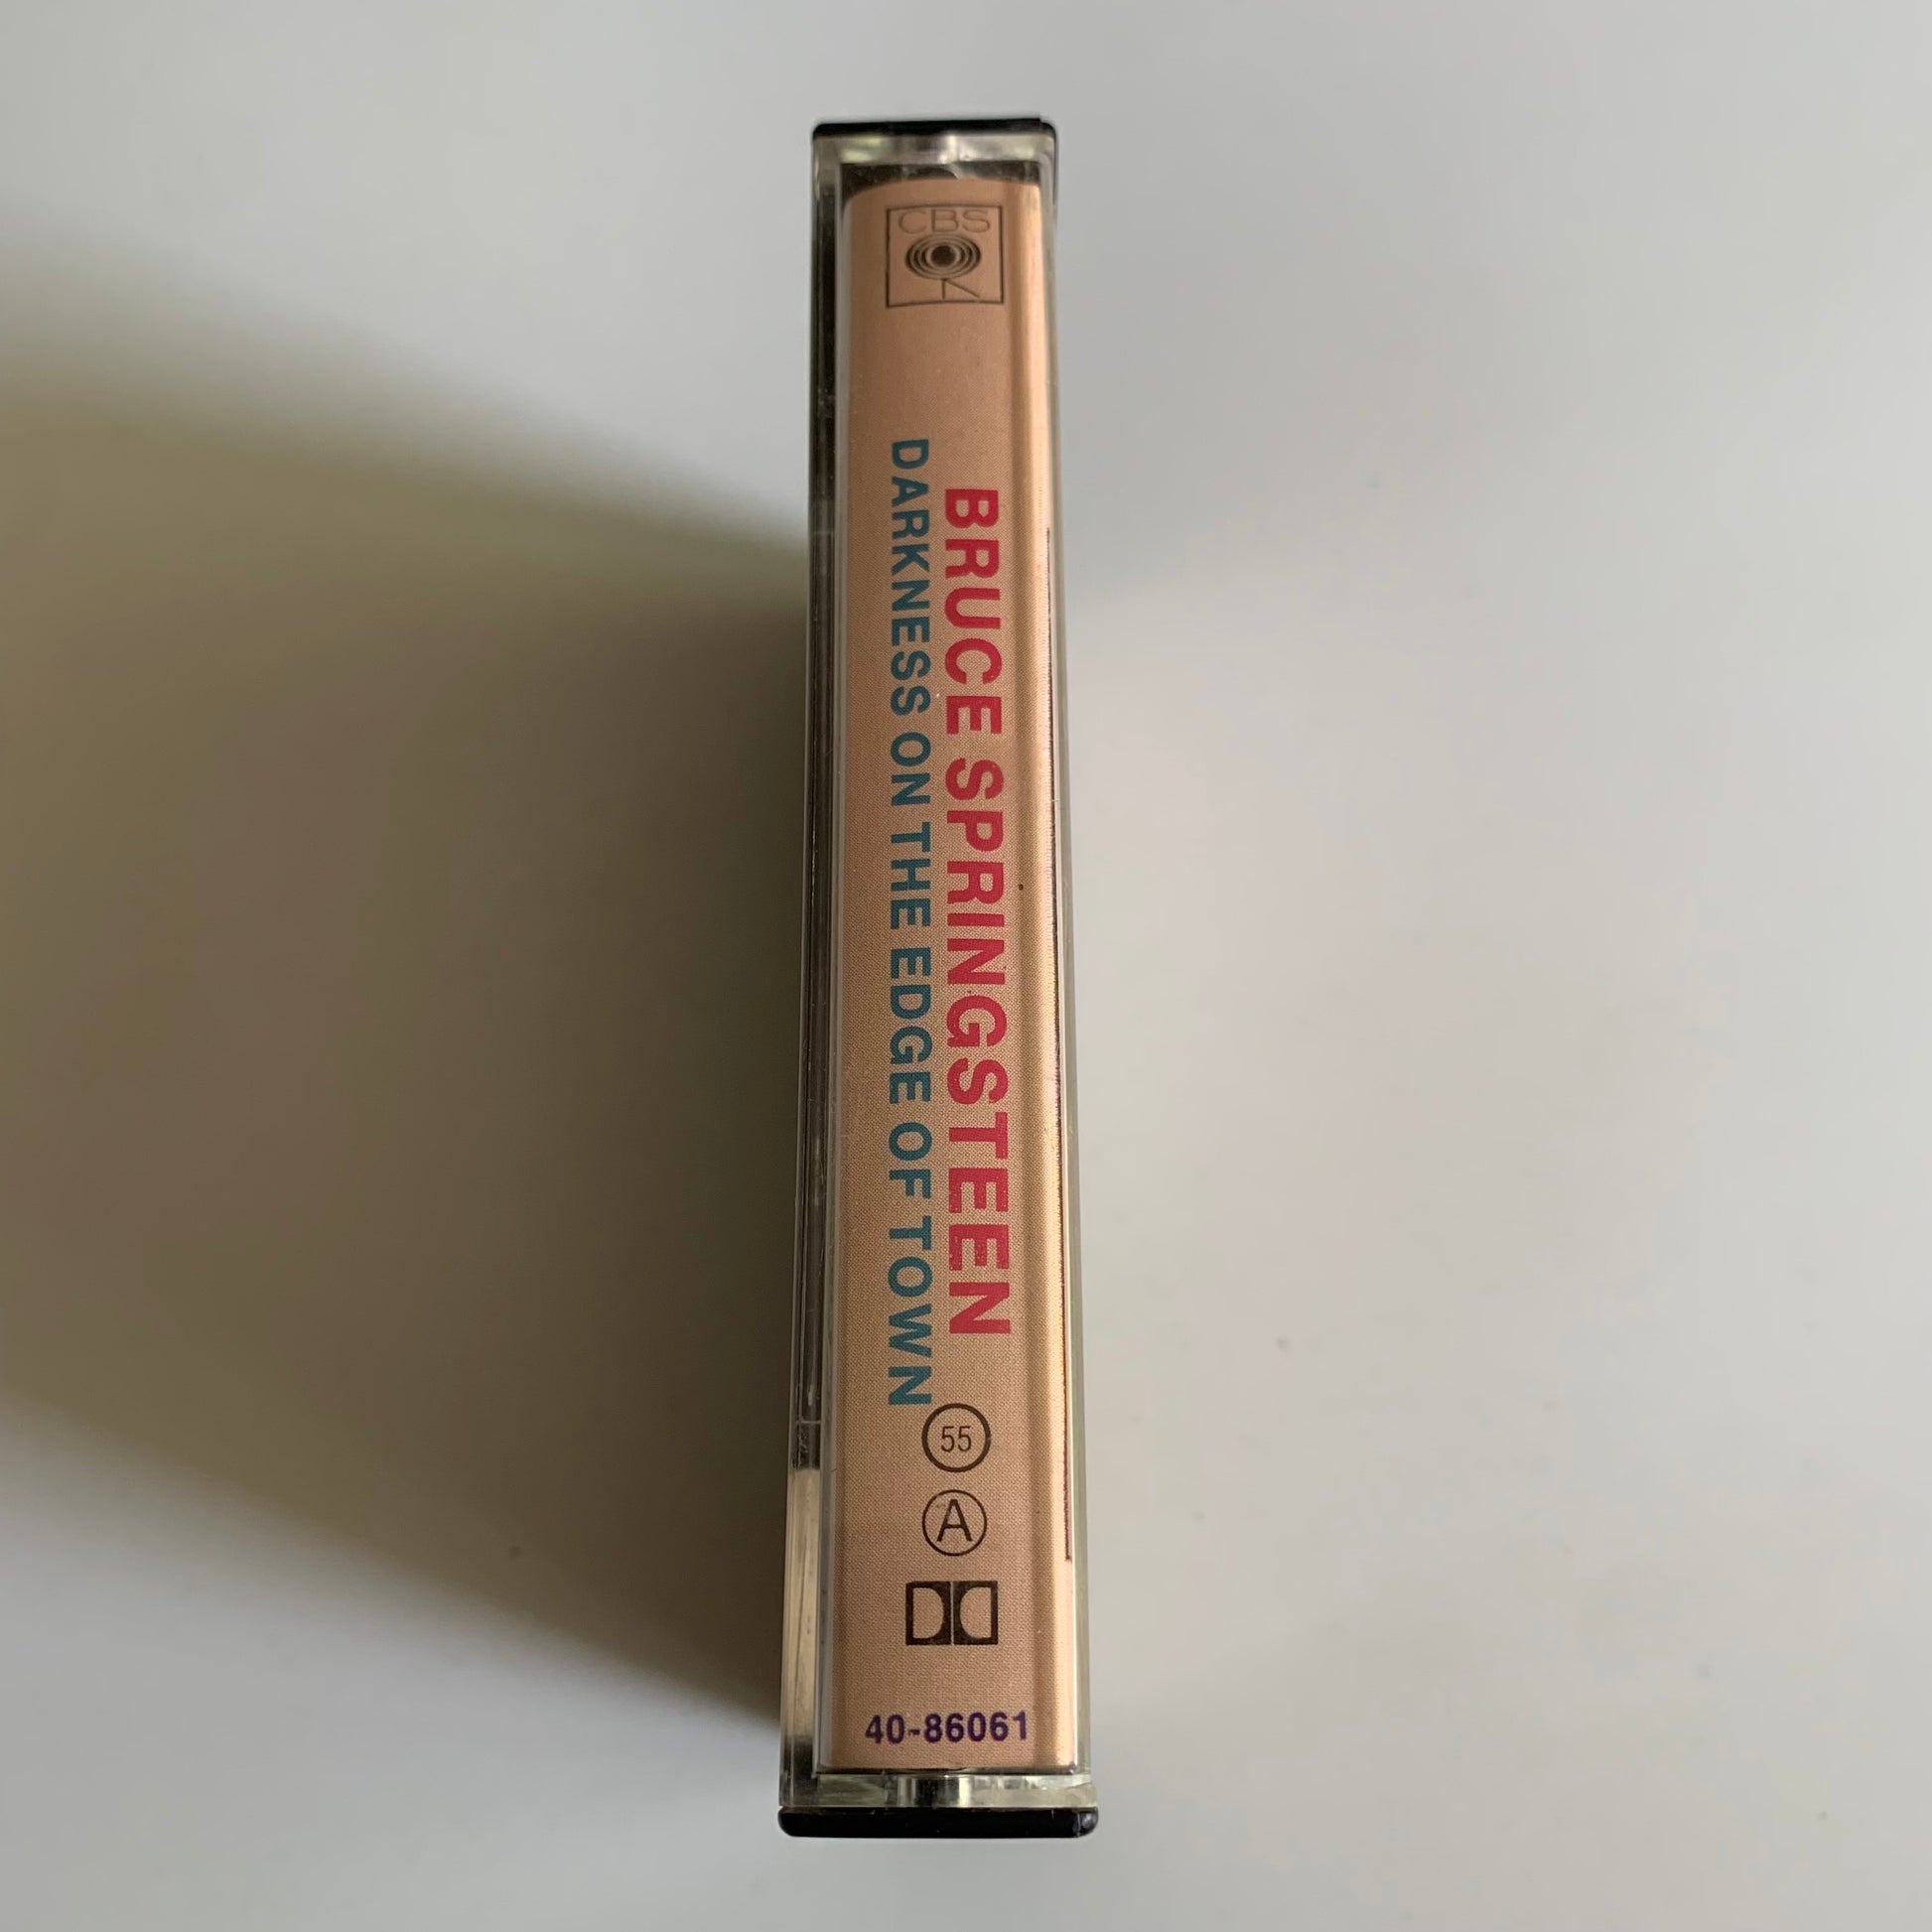 CBS
BRUCE SPRINGSTEEN
DARKNESS ON THE EDGE OF TOWN
55
A
40-86061